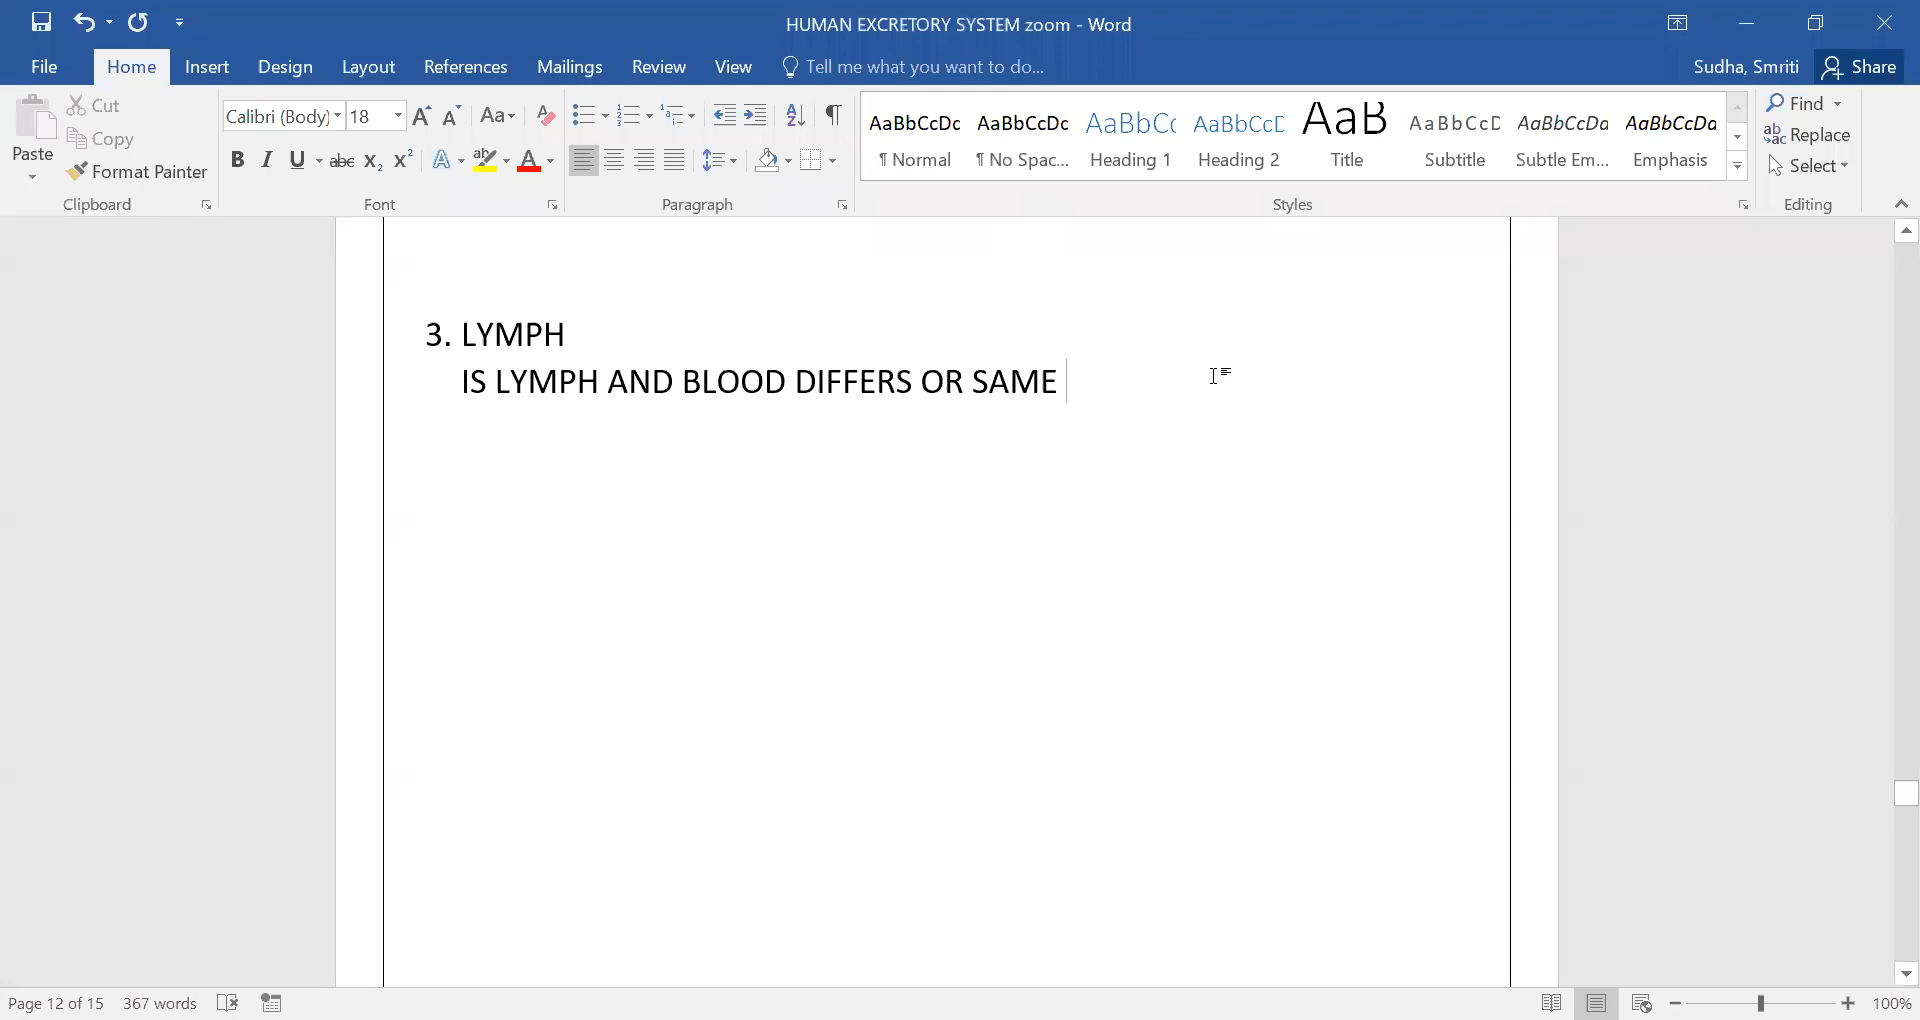 HUMAN EXCRETORY SYSTEM zoom - Word
File Home Insert Design Layout References Mailings Review View Tell me what you want to do... Sudha, Smriti Share
Paste
Cut
Copy
Format Painter
Clipboard
Calibri (Body) 18
Font
Paragraph
AaBbCcDc AaBbCcDc AaBbCc AaBbCcD AaB AaBbCcD AaBbCcDa AaBbCcDa
¶ Normal ¶ No Spac... Heading 1 Heading 2 Title Subtitle Subtle Em... Emphasis
Styles
Find
Replace
Select
Editing
3. LYMPH
IS LYMPH AND BLOOD DIFFERS OR SAME
Page 12 of 15 367 words 100%